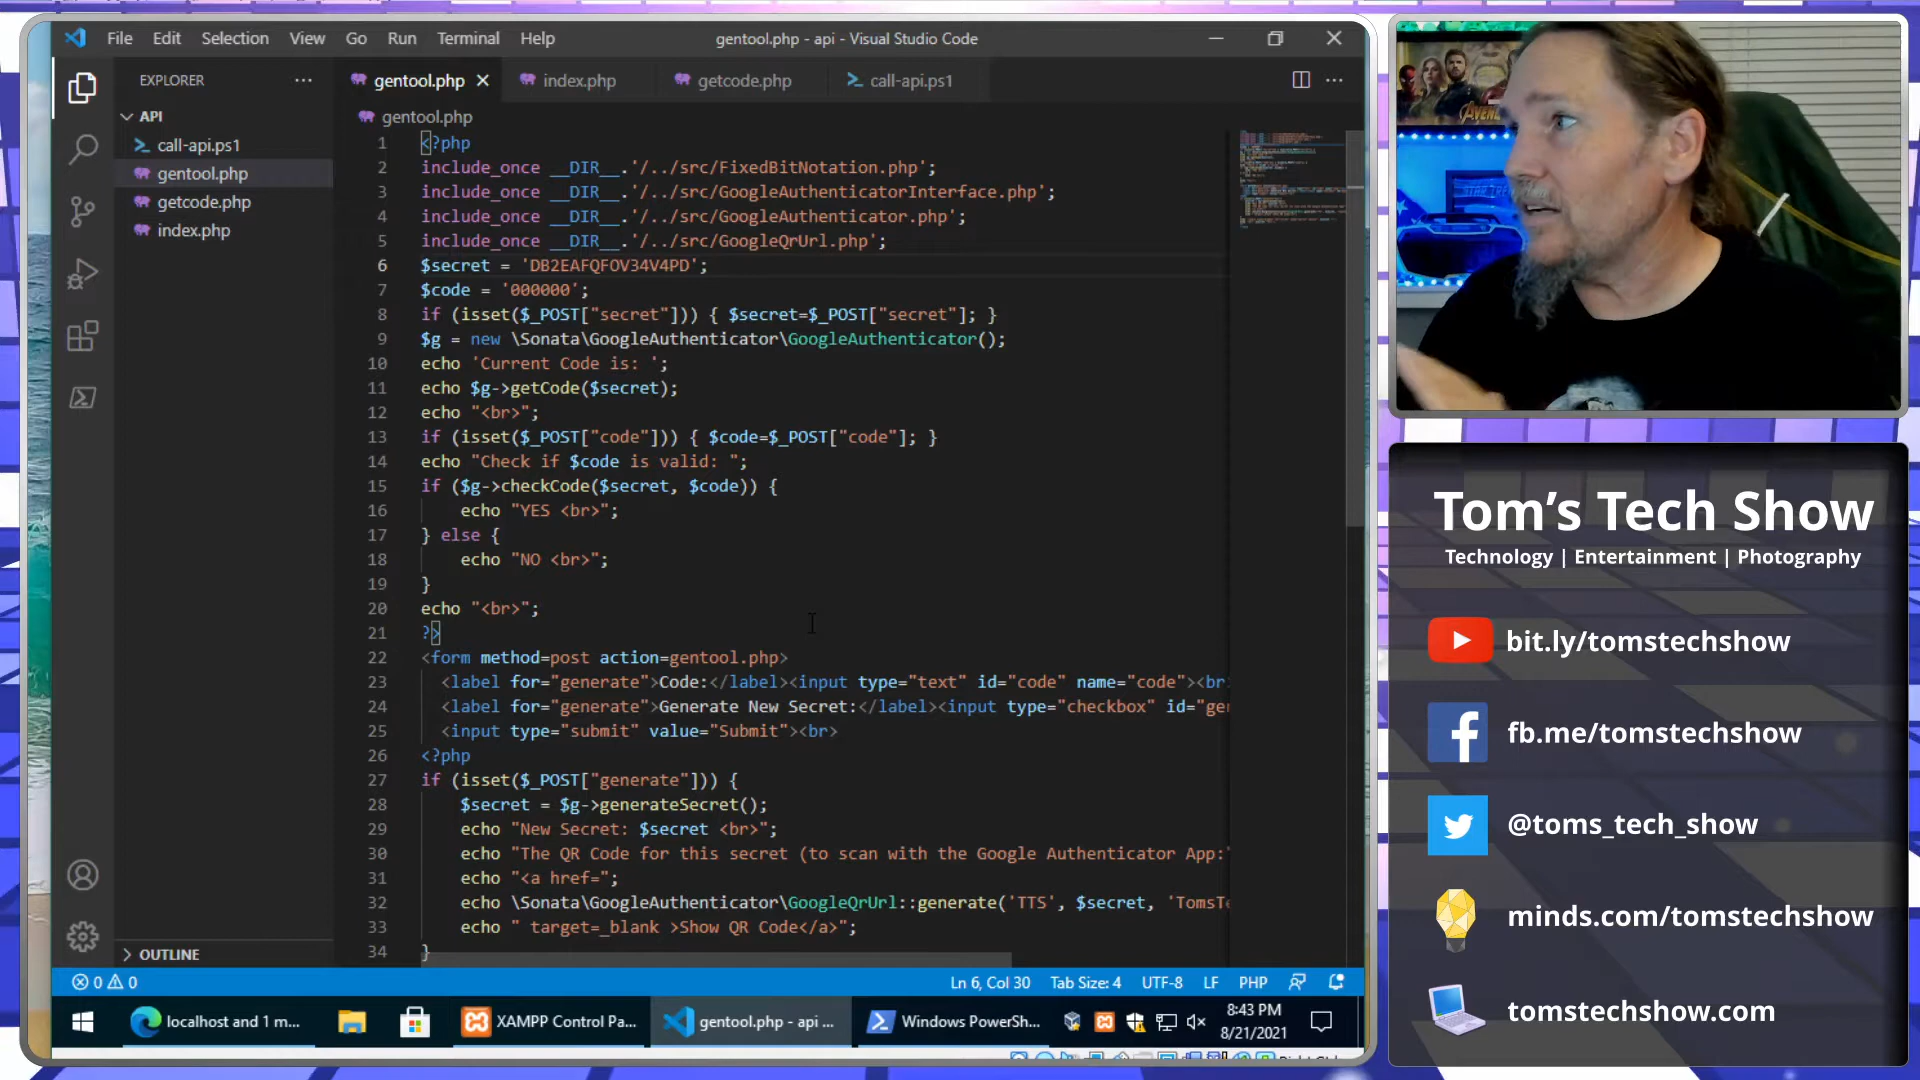 File Edit Selection View Go Run Terminal Help
gentool.php - api - Visual Studio Code
EXPLORER
gentool.php
index.php
getcode.php
call-api.ps1
API
call-api.ps1
gentool.php
getcode.php
index.php
OUTLINE
gentool.php
1 <?php
2 include_once __DIR__.'/../src/FixedBitNotation.php';
3 include_once __DIR__.'/../src/GoogleAuthenticatorInterface.php';
4 include_once __DIR__.'/../src/GoogleAuthenticator.php';
5 include_once __DIR__.'/../src/GoogleQrUrl.php';
6 $secret = 'DB2EAFQFOV34V4PD';
7 $code = '000000';
8 if (isset($_POST["secret"])) { $secret=$_POST["secret"]; }
9 $g = new \Sonata\GoogleAuthenticator\GoogleAuthenticator();
10 echo 'Current Code is: ';
11 echo $g->getCode($secret);
12 echo "<br>";
13 if (isset($_POST["code"])) { $code=$_POST["code"]; }
14 echo "Check if $code is valid: ";
15 if ($g->checkCode($secret, $code)) {
16 echo "YES <br>";
17 } else {
18 echo "NO <br>";
19 }
20 echo "<br>";
21 ?>
22 <form method=post action=gentool.php>
23 <label for="generate">Code:</label><input type="text" id="code" name="code"><br
24 <label for="generate">Generate New Secret:</label><input type="checkbox" id="ge
25 <input type="submit" value="Submit"><br>
26 <?php
27 if (isset($_POST["generate"])) {
28 $secret = $g->generateSecret();
29 echo "New Secret: $secret <br>";
30 echo "The QR Code for this secret (to scan with the Google Authenticator App:
31 echo "<a href=";
32 echo \Sonata\GoogleAuthenticator\GoogleQrUrl::generate('TTS', $secret, 'TomsT
33 echo " target=_blank >Show QR Code</a>";
34 }
0 0 Ln 6, Col 30 Tab Size: 4 UTF-8 LF PHP
localhost and 1 m...
XAMPP Control Pa...
gentool.php - api ...
Windows PowerSh...
8:43 PM
8/21/2021
Tom's Tech Show
Technology | Entertainment | Photography
bit.ly/tomstechshow
fb.me/tomstechshow
@toms_tech_show
minds.com/tomstechshow
tomstechshow.com